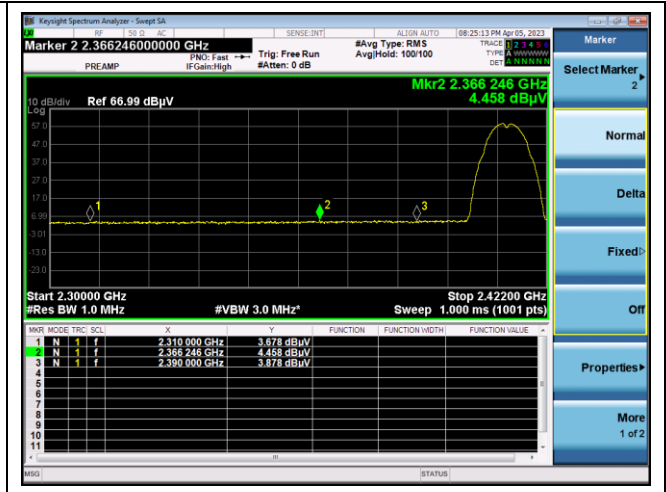 Keysight Spectrum Analyzer - Swept SA
RF 50 Ω AC SENSE:INT ALIGN AUTO 08:25:13 PM Apr 05, 2023
Marker 2 2.366246000000 GHz
PREAMP
PNO: Fast
IFGain:High
Trig: Free Run
#Atten: 0 dB
#Avg Type: RMS
Avg|Hold: 100/100
TRACE 1 2 3 4 5 6
TYPE A WWWWW
DET A NNNNN
Mkr2 2.366 246 GHz
4.458 dBµV
10 dB/div Ref 66.99 dBµV
Log
57.0
47.0
37.0
27.0
17.0
6.99
-3.01
-13.0
-23.0
1
2
3
Start 2.30000 GHz Stop 2.42200 GHz
#Res BW 1.0 MHz #VBW 3.0 MHz* Sweep 1.000 ms (1001 pts)
MKR MODE TRC SCL X Y FUNCTION FUNCTION WIDTH FUNCTION VALUE
1 N 1 f 2.310 000 GHz 3.678 dBµV
2 N 1 f 2.366 246 GHz 4.458 dBµV
3 N 1 f 2.390 000 GHz 3.878 dBµV
4
5
6
7
8
9
10
11
MSG STATUS
Marker
Select Marker
2
Normal
Delta
Fixed
Off
Properties
More
1 of 2